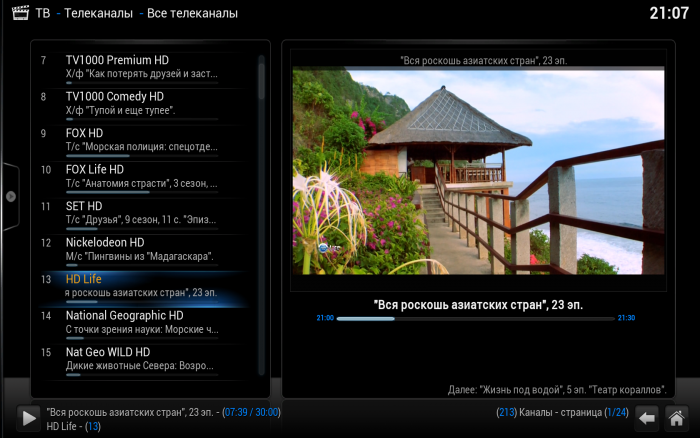 ТВ - Телеканалы - Все телеканалы
21:07
7 TV1000 Premium HD
Х/ф "Как потерять друзей и заст...
8 TV1000 Comedy HD
Х/ф "Тупой и еще тупее".
9 FOX HD
Т/с "Морская полиция: спецотде...
10 FOX Life HD
Т/с "Анатомия страсти", 3 сезон, ...
11 SET HD
Т/с "Друзья", 9 сезон, 11 с. "Эпиз...
12 Nickelodeon HD
М/с "Пингвины из "Мадагаскара".
13 HD Life
я роскошь азиатских стран", 23 эп.
14 National Geographic HD
С точки зрения науки: Морские ч...
15 Nat Geo WILD HD
Дикие животные Севера: Возро...
"Вся роскошь азиатских стран", 23 эп.
"Вся роскошь азиатских стран", 23 эп.
21:00 21:30
Далее: "Жизнь под водой", 5 эп. "Театр кораллов".
"Вся роскошь азиатских стран", 23 эп. - (07:39 / 30:00)
HD Life - (13)
(213) Каналы - страница (1/24)